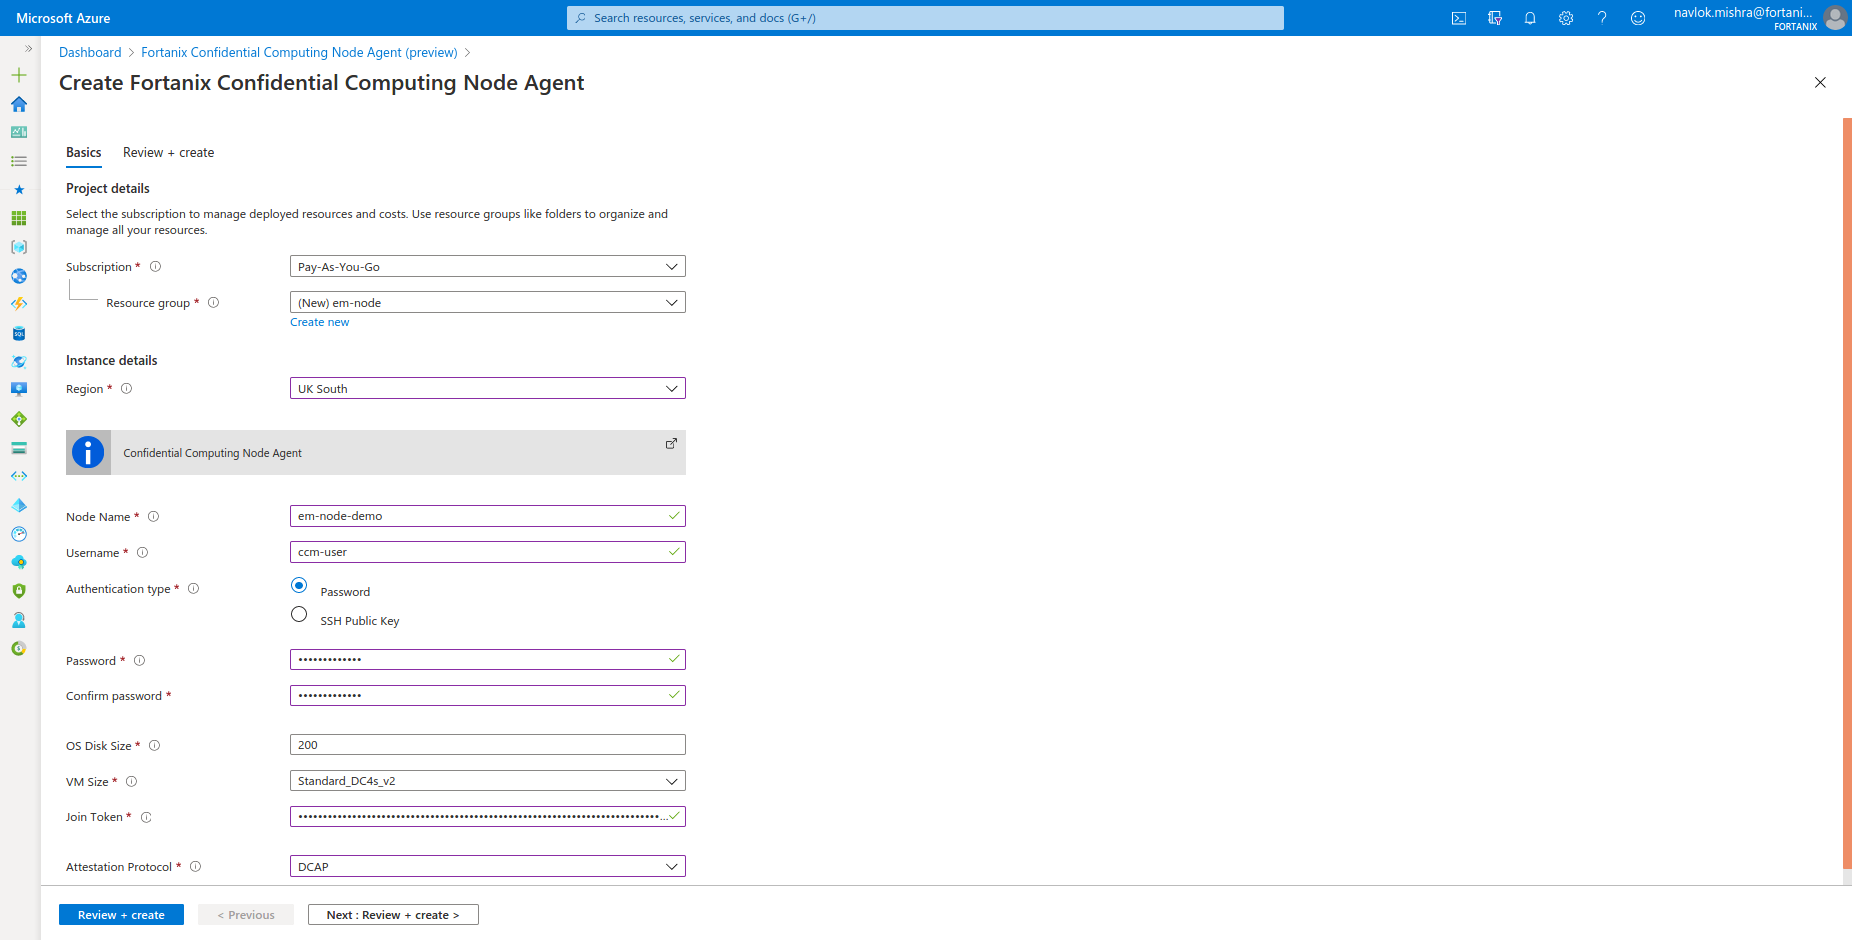 Microsoft Azure
Search resources, services, and docs (G+/)
navlok.mishra@fortani...
FORTANIX
Dashboard > Fortanix Confidential Computing Node Agent (preview) >
Create Fortanix Confidential Computing Node Agent
Basics Review + create
Project details
Select the subscription to manage deployed resources and costs. Use resource groups like folders to organize and
manage all your resources.
Subscription * Pay-As-You-Go
Resource group * (New) em-node
Create new
Instance details
Region * UK South
Confidential Computing Node Agent
Node Name * em-node-demo
Username * ccm-user
Authentication type * Password
SSH Public Key
Password * •••••••••••••
Confirm password * •••••••••••••
OS Disk Size * 200
VM Size * Standard_DC4s_v2
Join Token *
Attestation Protocol * DCAP
Review + create < Previous Next : Review + create >